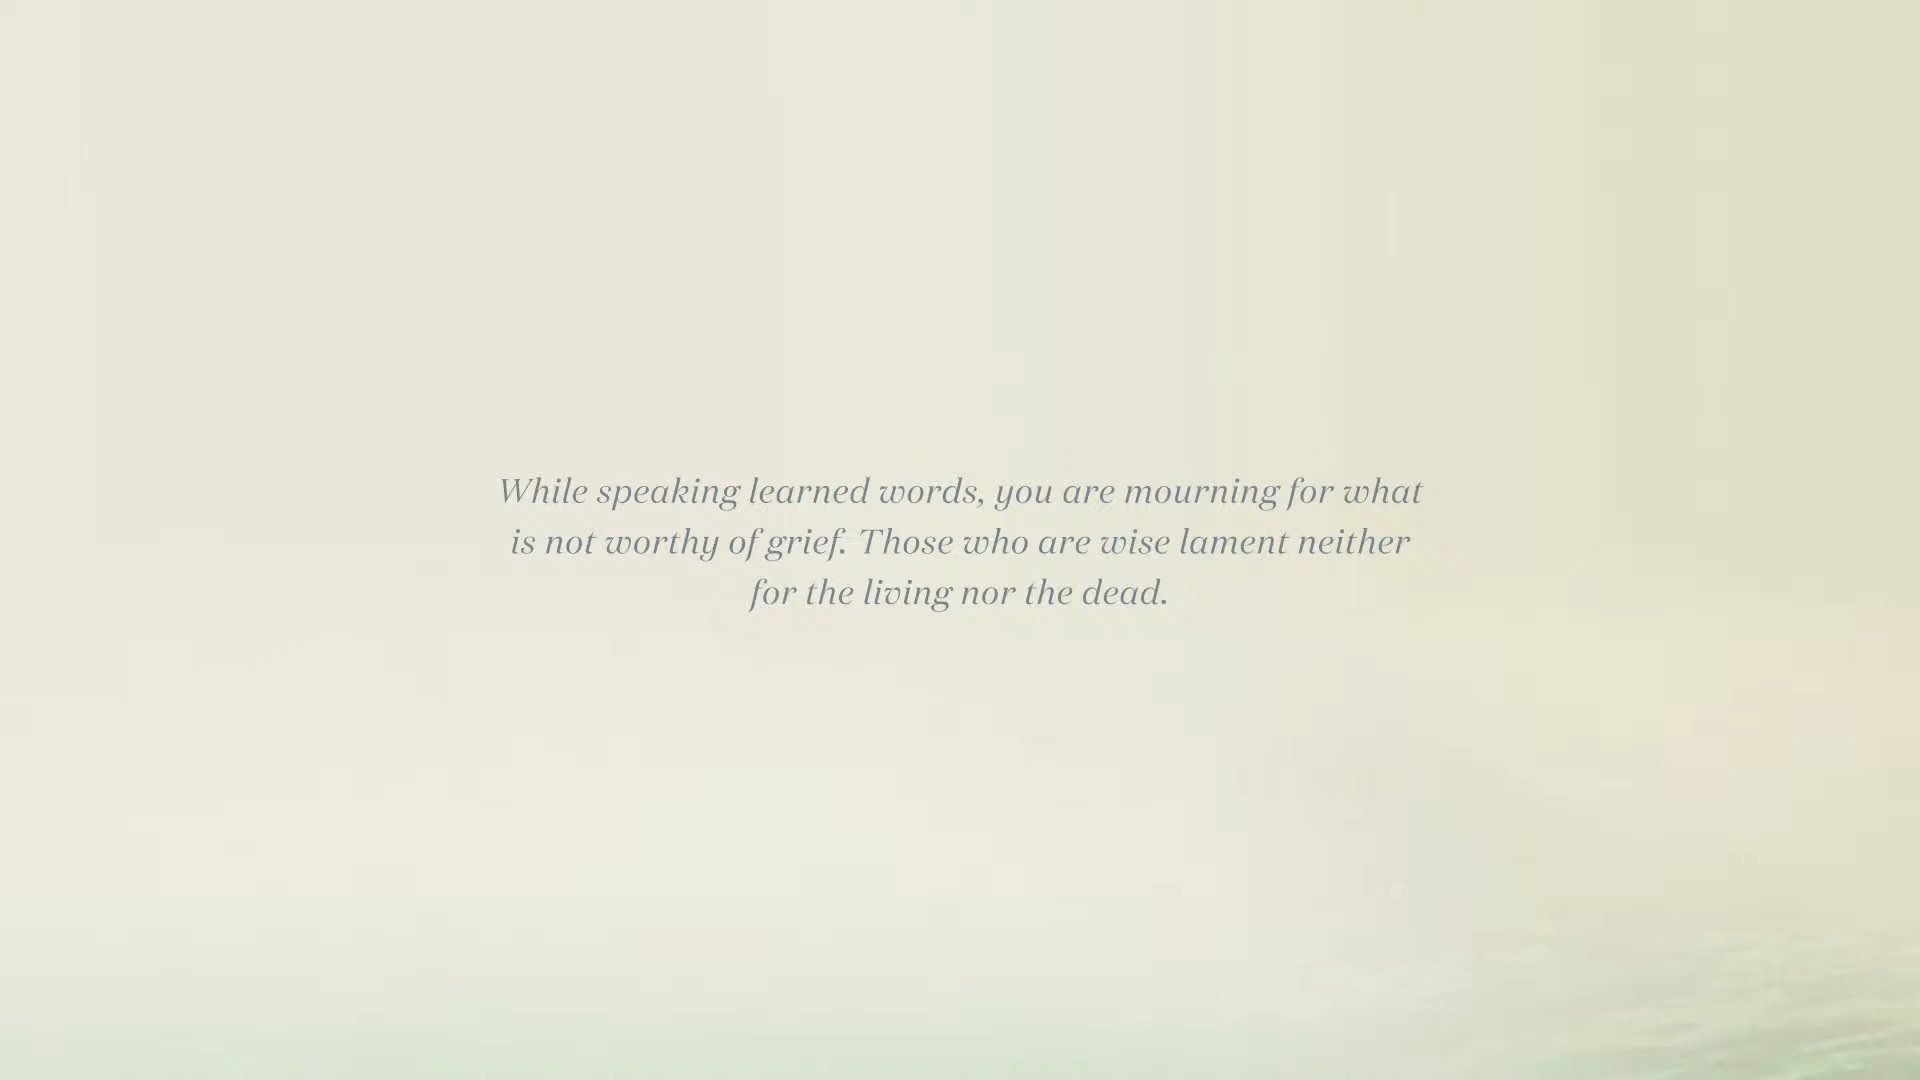 While speaking learned words, you are mourning for what
is not worthy of grief. Those who are wise lament neither
for the living nor the dead.